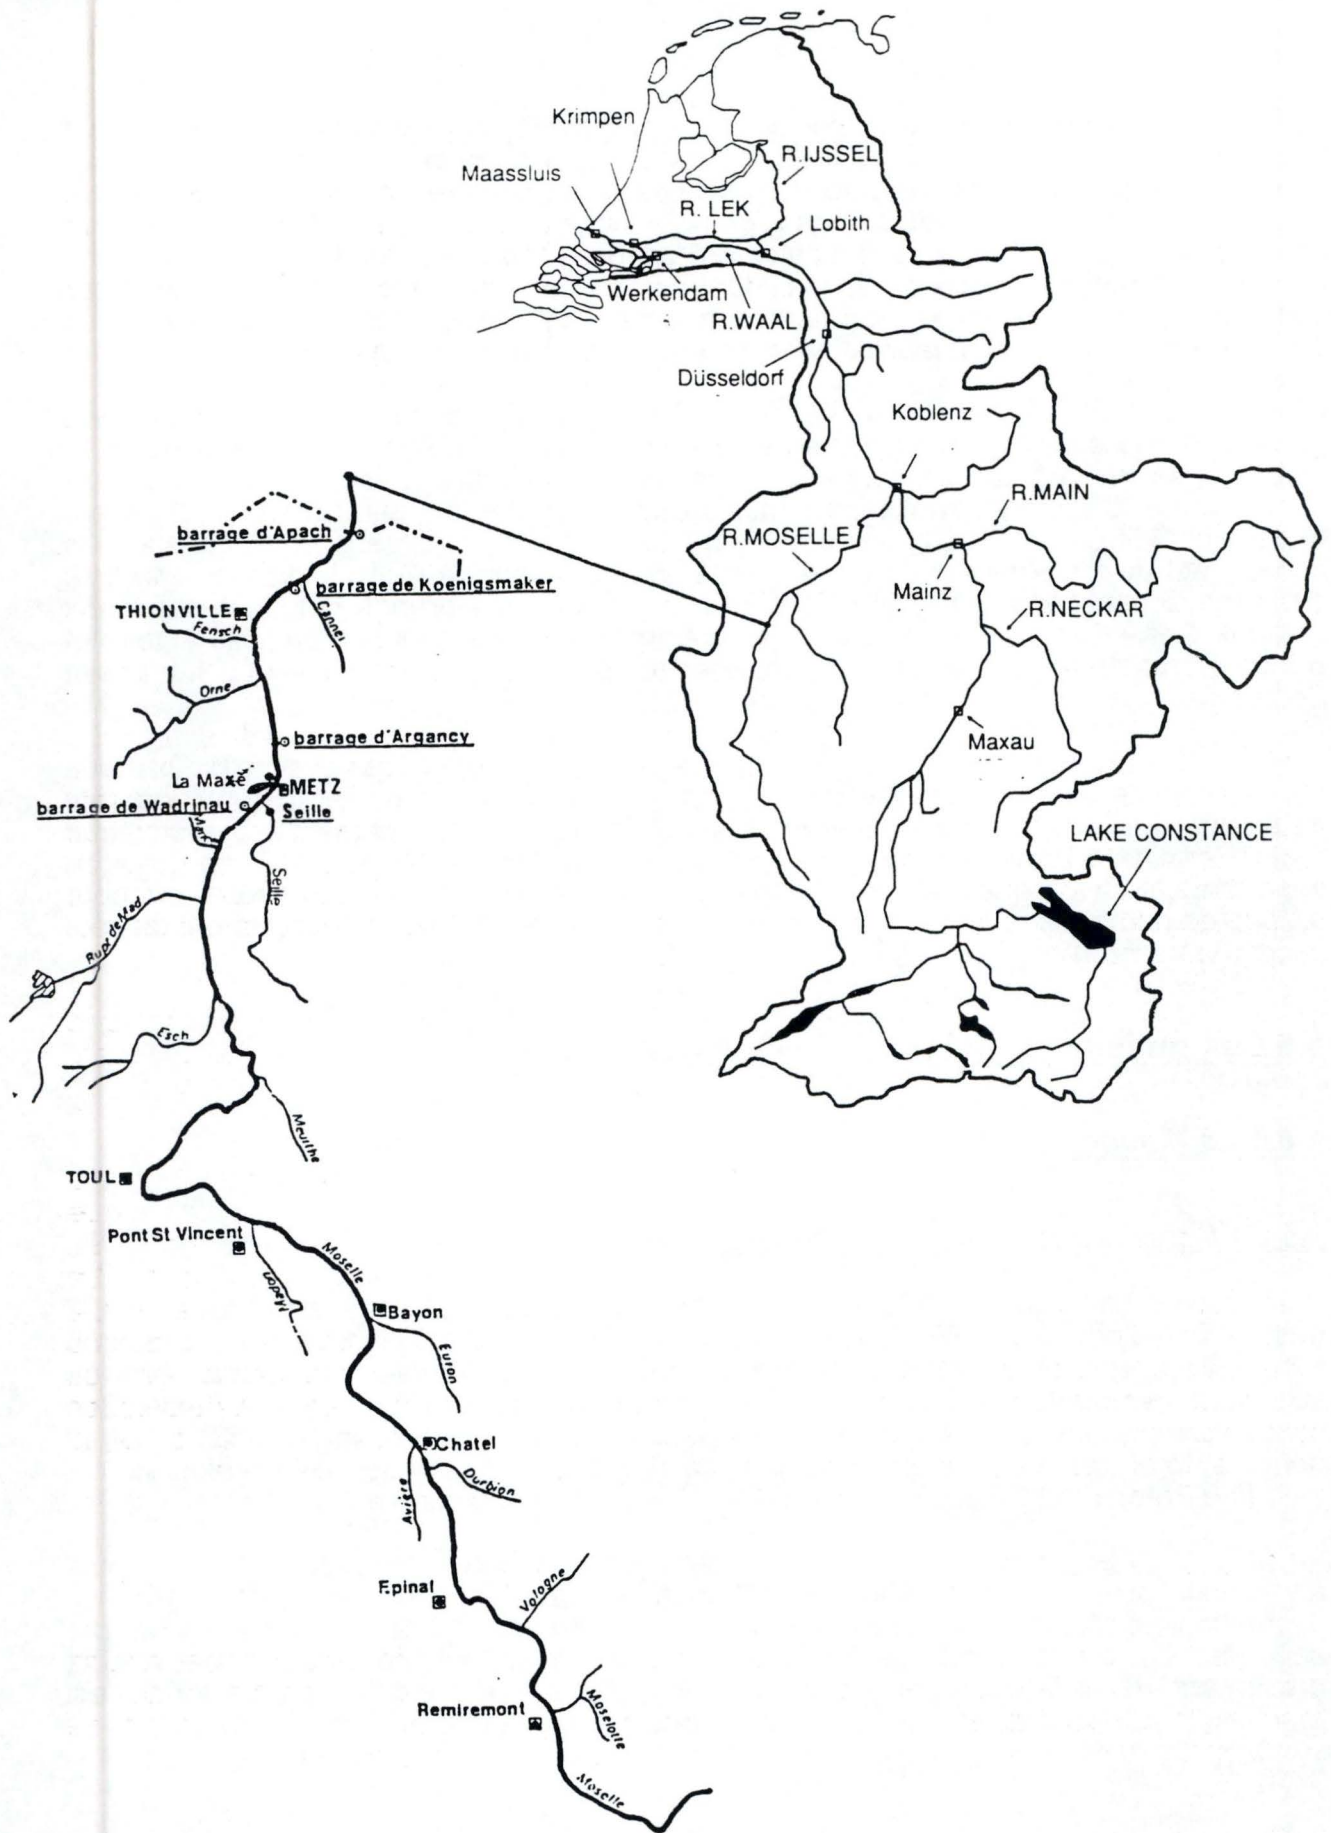 Krimpen
Maassluis
R.IJSSEL
R. LEK
Lobith
Werkendam
R.WAAL
Düsseldorf
Koblenz
R.MAIN
R.MOSELLE
Mainz
R.NECKAR
Maxau
LAKE CONSTANCE
barrage d'Apach
barrage de Koenigsmaker
THIONVILLE
Fensch
Canner
Orne
barrage d'Argancy
La Maxe
METZ
barrage de Wadrinau
Seille
Seille
Rupt de Mad
Esch
Meurthe
TOUL
Pont St Vincent
Moselle
Bayon
Euron
Chatel
Durbion
Avière
Epinal
Vologne
Remiremont
Moselotte
Moselle